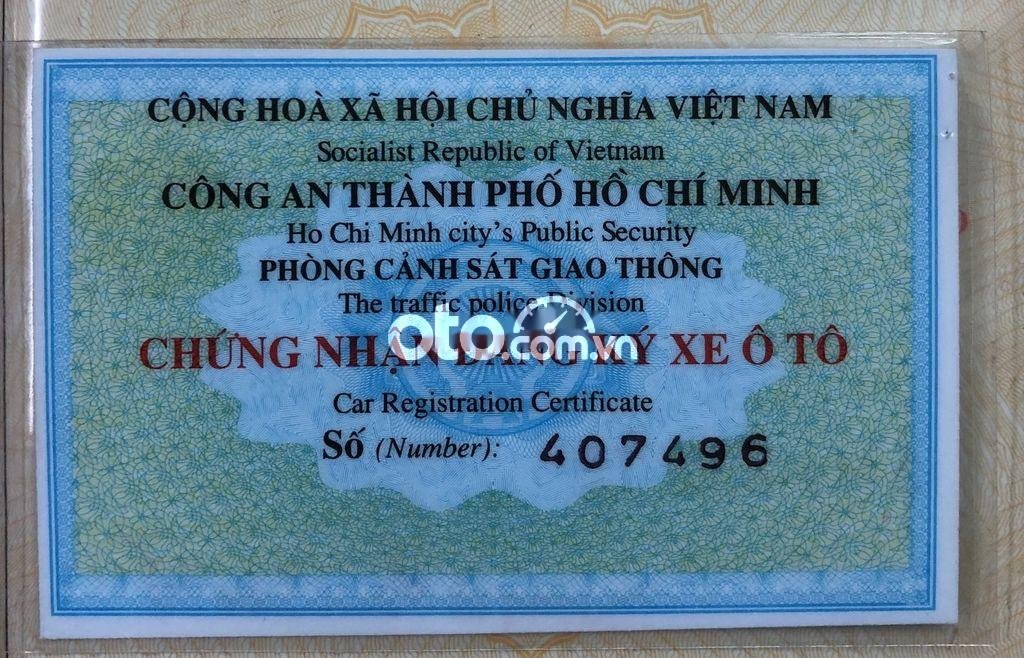 CỘNG HOÀ XÃ HỘI CHỦ NGHĨA VIỆT NAM
Socialist Republic of Vietnam
CÔNG AN THÀNH PHỐ HỒ CHÍ MINH
Ho Chi Minh city's Public Security
PHÒNG CẢNH SÁT GIAO THÔNG
The traffic police Division
oto.com.vn
CHỨNG NHẬN ĐĂNG KÝ XE Ô TÔ
Car Registration Certificate
Số (Number): 407496